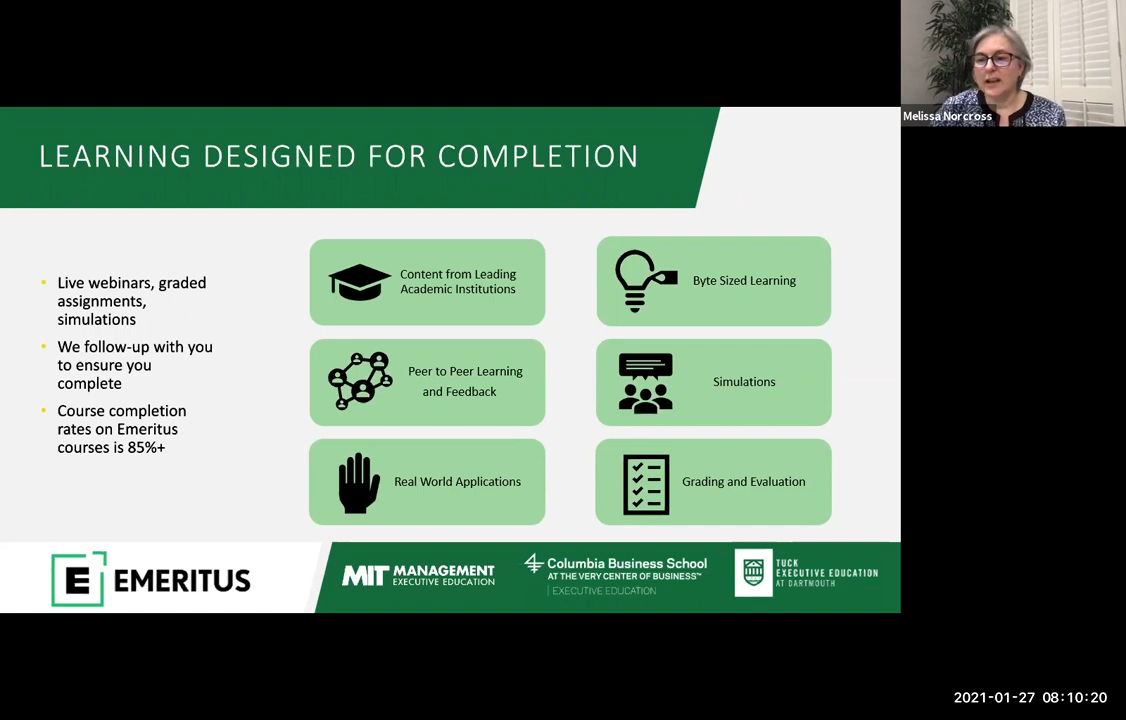 Melissa Norcross
LEARNING DESIGNED FOR COMPLETION
• Live webinars, graded
assignments,
simulations
• We follow-up with you
to ensure you
complete
• Course completion
rates on Emeritus
courses is 85%+
Content from Leading
Academic Institutions
Byte Sized Learning
Peer to Peer Learning
and Feedback
Simulations
Real World Applications
Grading and Evaluation
E EMERITUS
MIT MANAGEMENT
EXECUTIVE EDUCATION
Columbia Business School
AT THE VERY CENTER OF BUSINESS™
EXECUTIVE EDUCATION
TUCK
EXECUTIVE EDUCATION
AT DARTMOUTH
2021-01-27 08:10:20